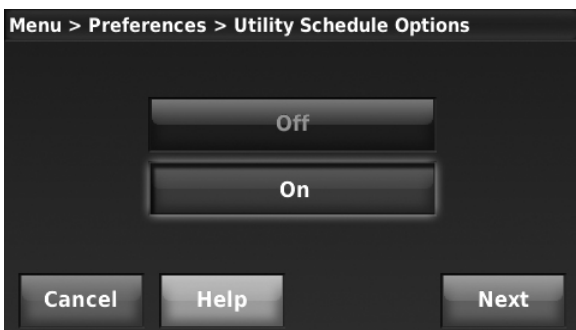 Menu > Preferences > Utility Schedule Options
Off
On
Cancel Help Next